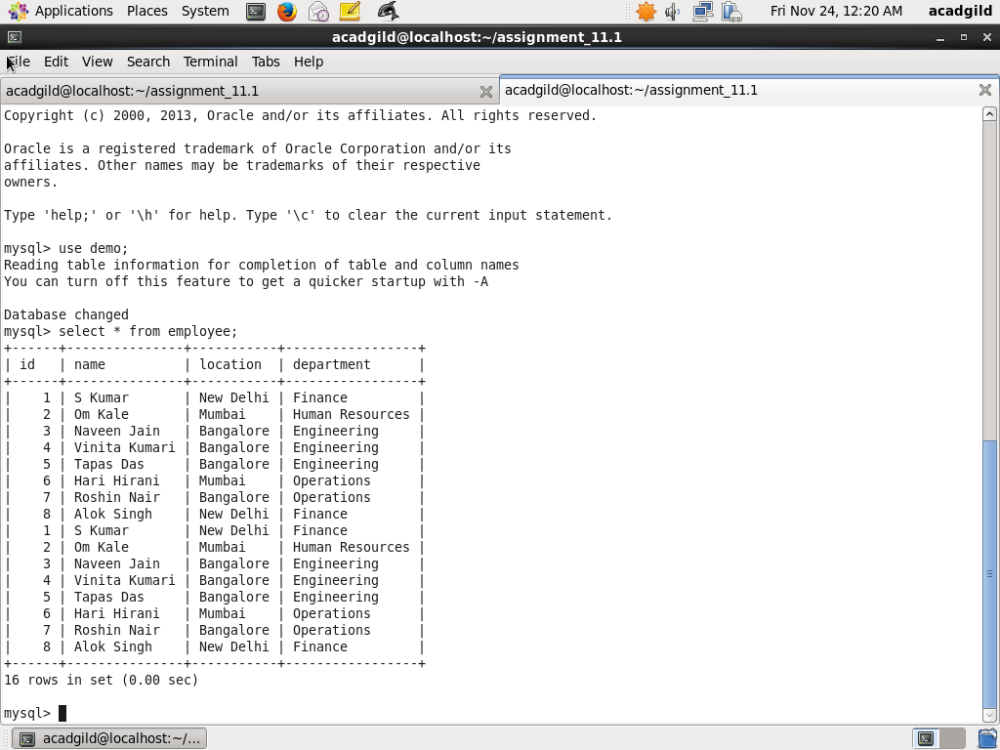 Applications Places System Fri Nov 24, 12:20 AM acadgild
acadgild@localhost:~/assignment_11.1
File Edit View Search Terminal Tabs Help
acadgild@localhost:~/assignment_11.1 acadgild@localhost:~/assignment_11.1
Copyright (c) 2000, 2013, Oracle and/or its affiliates. All rights reserved.
Oracle is a registered trademark of Oracle Corporation and/or its
affiliates. Other names may be trademarks of their respective
owners.
Type 'help;' or '\h' for help. Type '\c' to clear the current input statement.
mysql> use demo;
Reading table information for completion of table and column names
You can turn off this feature to get a quicker startup with -A
Database changed
mysql> select * from employee;
+------+---------------+-----------+-----------------+
| id   | name          | location  | department      |
+------+---------------+-----------+-----------------+
|    1 | S Kumar       | New Delhi | Finance         |
|    2 | Om Kale       | Mumbai    | Human Resources |
|    3 | Naveen Jain   | Bangalore | Engineering     |
|    4 | Vinita Kumari | Bangalore | Engineering     |
|    5 | Tapas Das     | Bangalore | Engineering     |
|    6 | Hari Hirani   | Mumbai    | Operations      |
|    7 | Roshin Nair   | Bangalore | Operations      |
|    8 | Alok Singh    | New Delhi | Finance         |
|    1 | S Kumar       | New Delhi | Finance         |
|    2 | Om Kale       | Mumbai    | Human Resources |
|    3 | Naveen Jain   | Bangalore | Engineering     |
|    4 | Vinita Kumari | Bangalore | Engineering     |
|    5 | Tapas Das     | Bangalore | Engineering     |
|    6 | Hari Hirani   | Mumbai    | Operations      |
|    7 | Roshin Nair   | Bangalore | Operations      |
|    8 | Alok Singh    | New Delhi | Finance         |
+------+---------------+-----------+-----------------+
16 rows in set (0.00 sec)
mysql>
acadgild@localhost:~/...